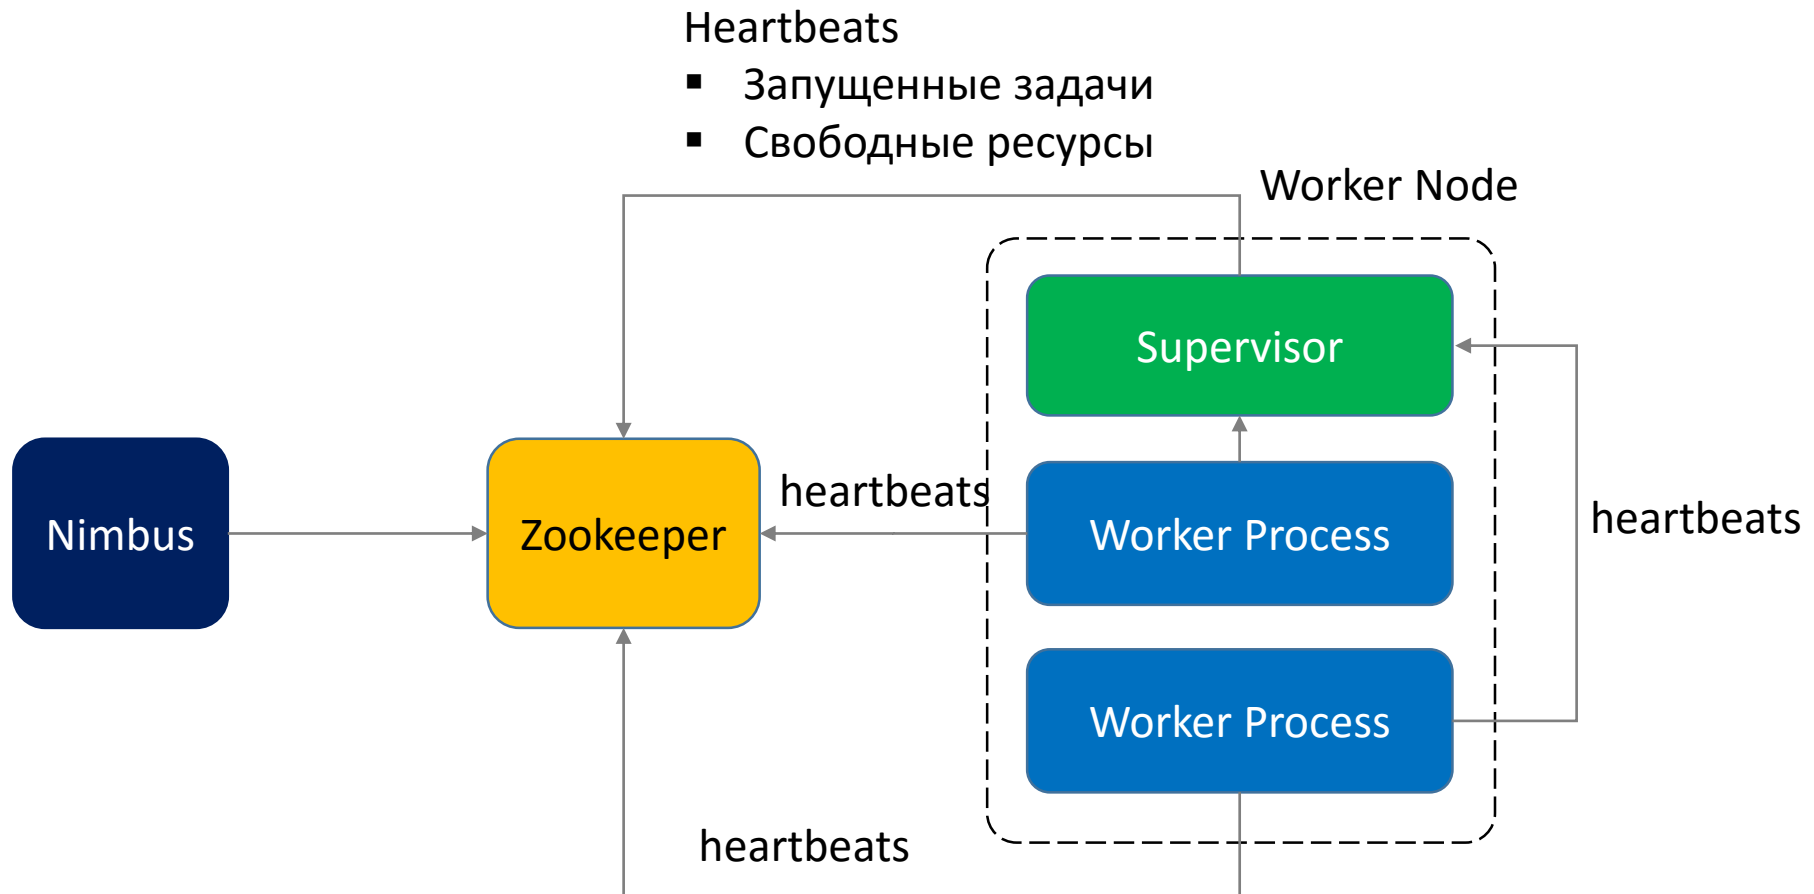 Heartbeats
▪ Запущенные задачи
▪ Свободные ресурсы
Worker Node
Supervisor
heartbeats
Nimbus
Zookeeper
Worker Process
heartbeats
Worker Process
heartbeats